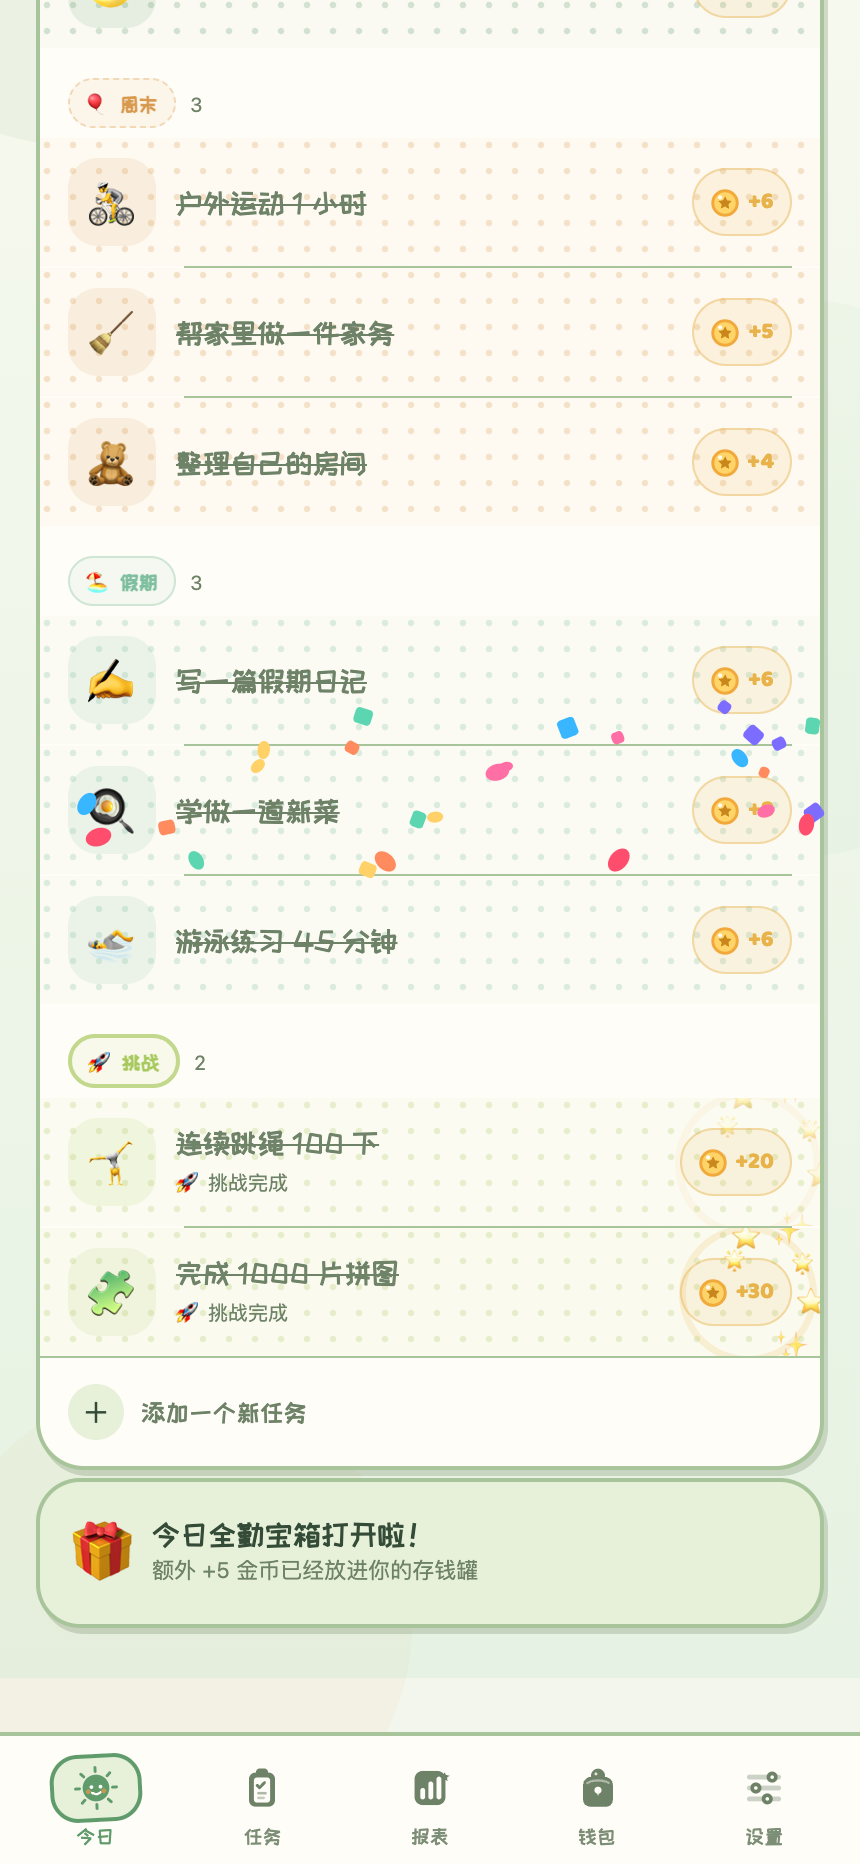 周末 3
户外运动 1 小时
+6
帮家里做一件家务
+5
整理自己的房间
+4
假期 3
写一篇假期日记
+6
学做一道新菜
游泳练习 45 分钟
+6
挑战 2
连续跳绳 100 下
+20
挑战完成
完成 1000 片拼图
+30
挑战完成
添加一个新任务
今日全勤宝箱打开啦！
额外 +5 金币已经放进你的存钱罐
今日
任务
报表
钱包
设置